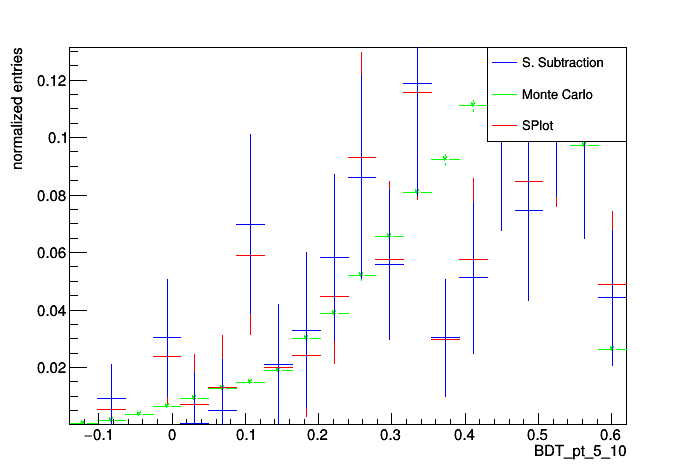 normalized entries
0.12
0.1
0.08
0.06
0.04
0.02
−0.1
0
0.1
0.2
0.3
0.4
0.5
0.6
BDT_pt_5_10
S. Subtraction
Monte Carlo
SPlot